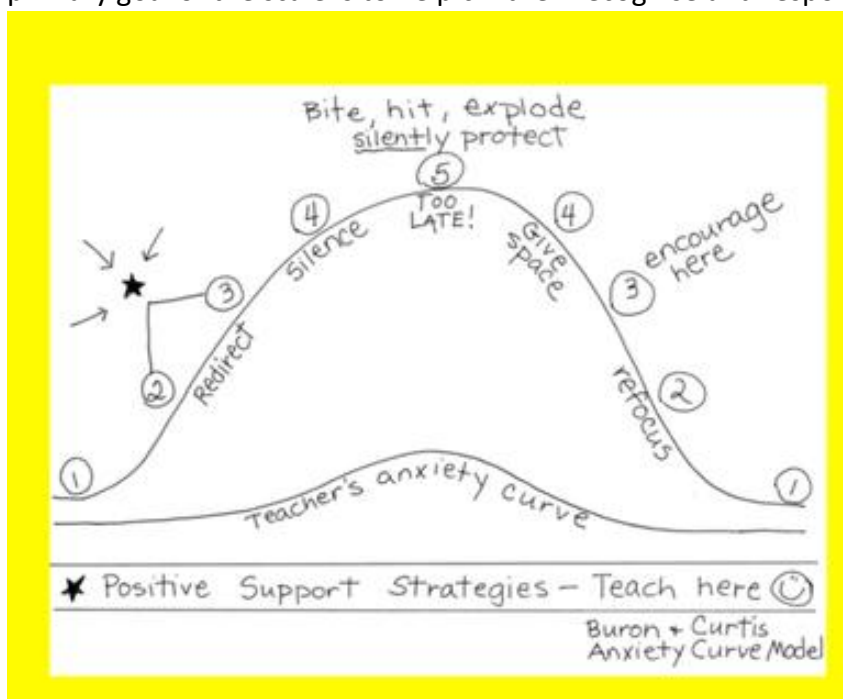 Bite, hit, explode
silently protect
5
TOO
LATE!
4
Silence
4
Give
space
3
encourage
here
3
Redirect
2
2
refocus
1
1
Teacher's anxiety curve
★ Positive Support Strategies - Teach here
Buron + Curtis
Anxiety Curve Model